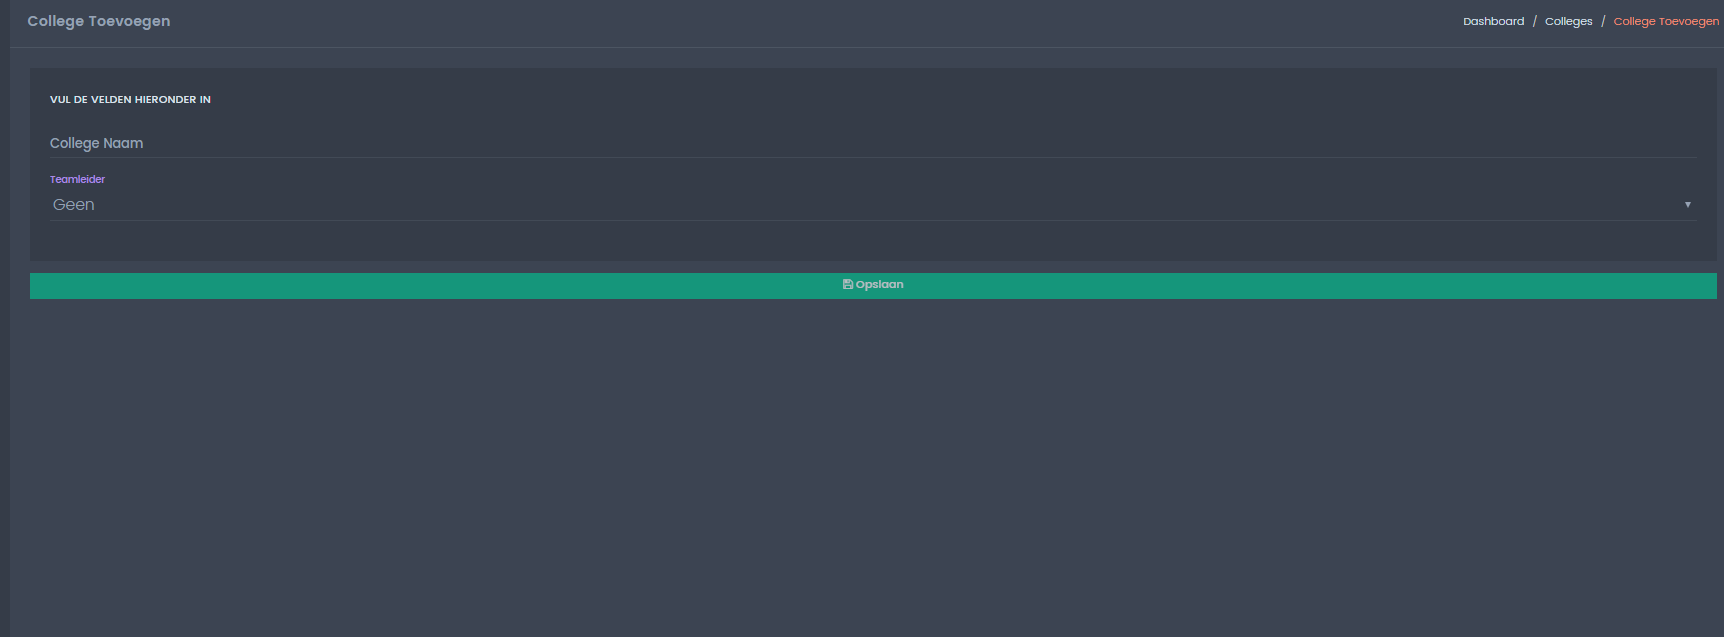 College Toevoegen
Dashboard / Colleges / College Toevoegen
VUL DE VELDEN HIERONDER IN
College Naam
Teamleider
Geen
Opslaan